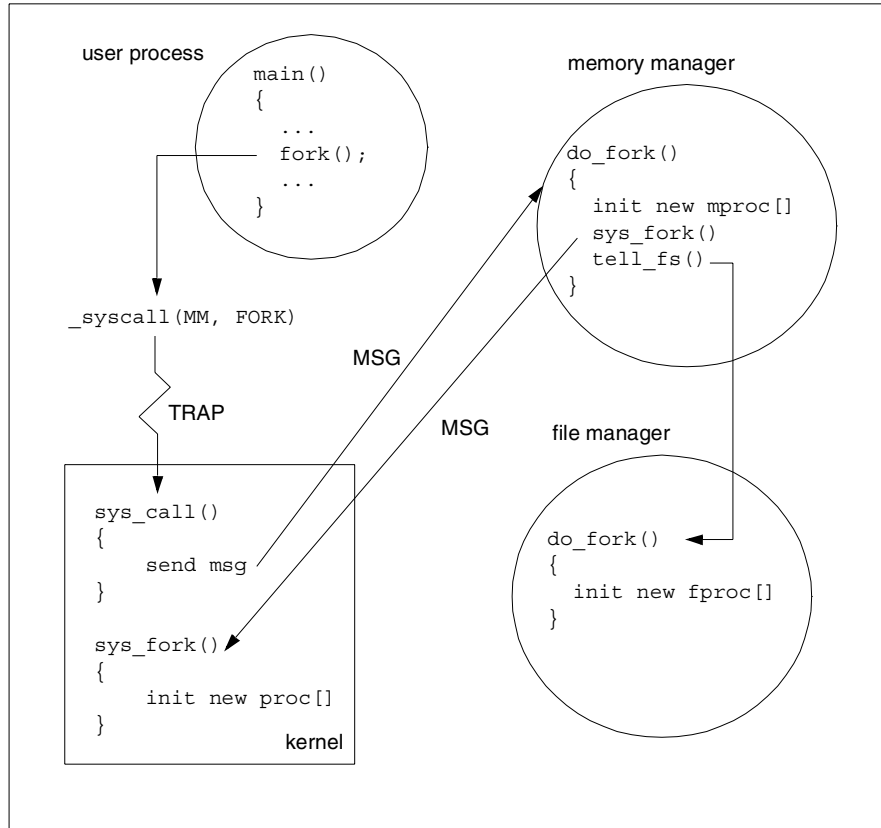 user process
main()
{
...
fork();
...
}
_syscall(MM, FORK)
TRAP
sys_call()
{
send msg
}
sys_fork()
{
init new proc[]
}
kernel
MSG
MSG
memory manager
do_fork()
{
init new mproc[]
sys_fork()
tell_fs()
}
file manager
do_fork()
{
init new fproc[]
}